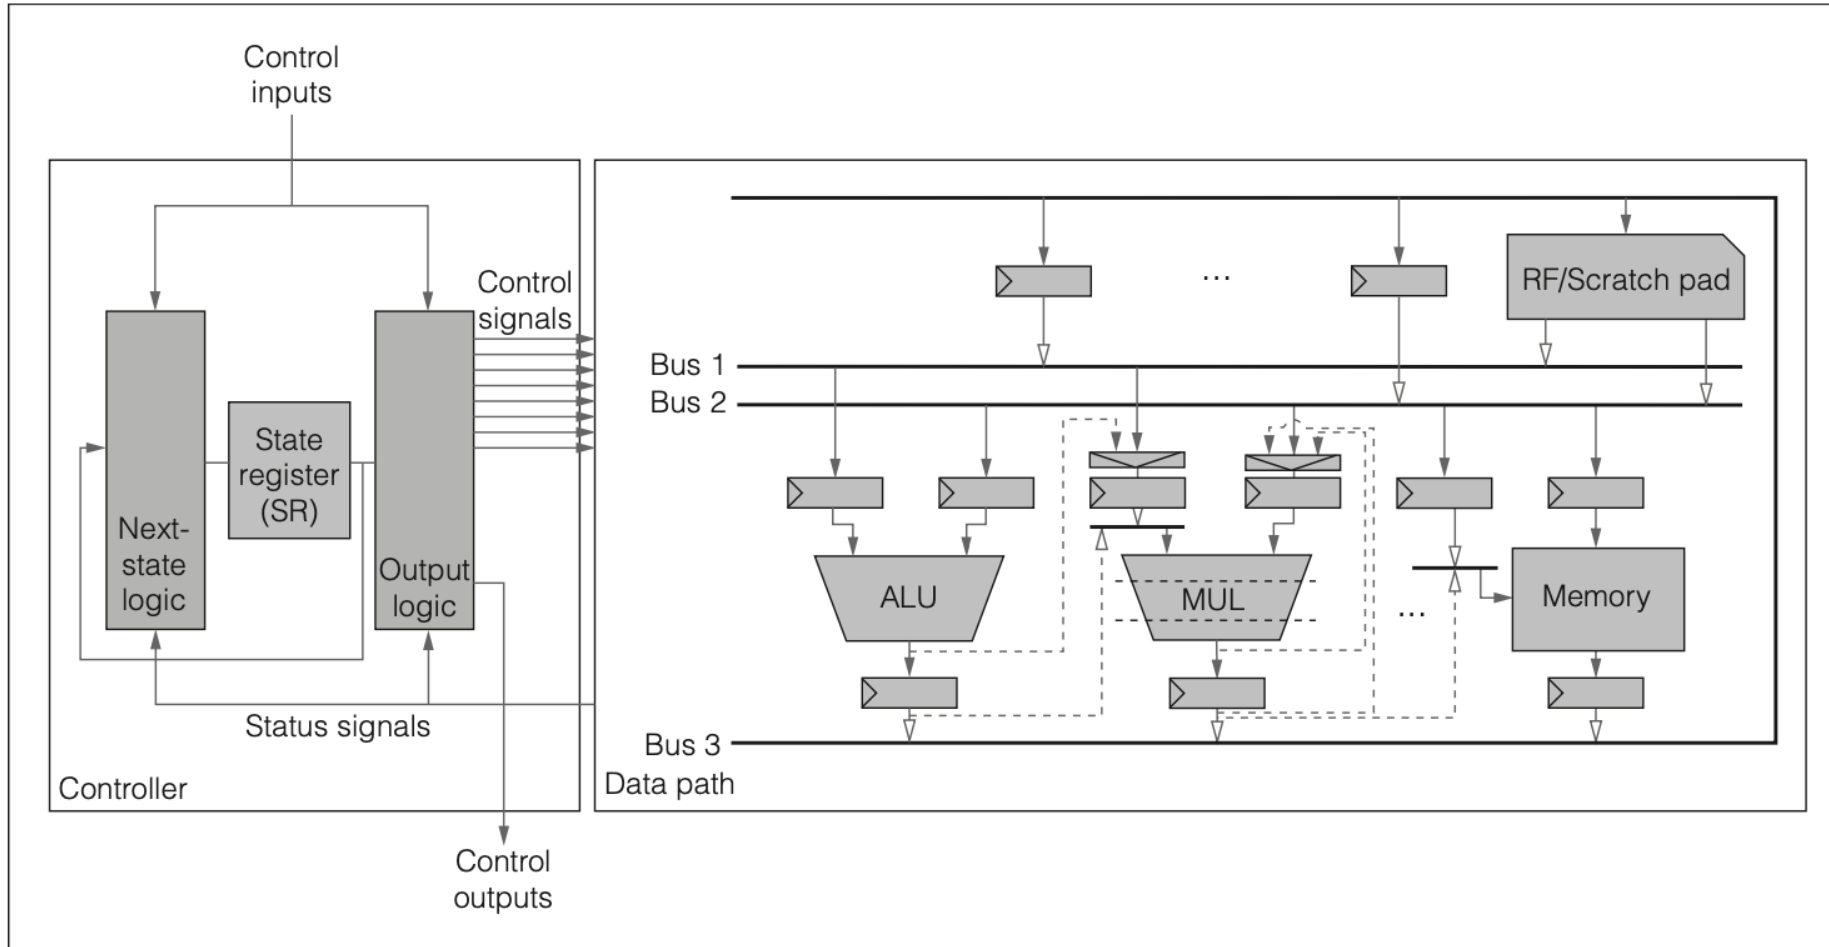 Control
inputs
Control
signals
...
RF/Scratch pad
Bus 1
Bus 2
State
register
(SR)
Next-
state
logic
Output
logic
ALU
MUL
...
Memory
Status signals
Bus 3
Controller
Data path
Control
outputs